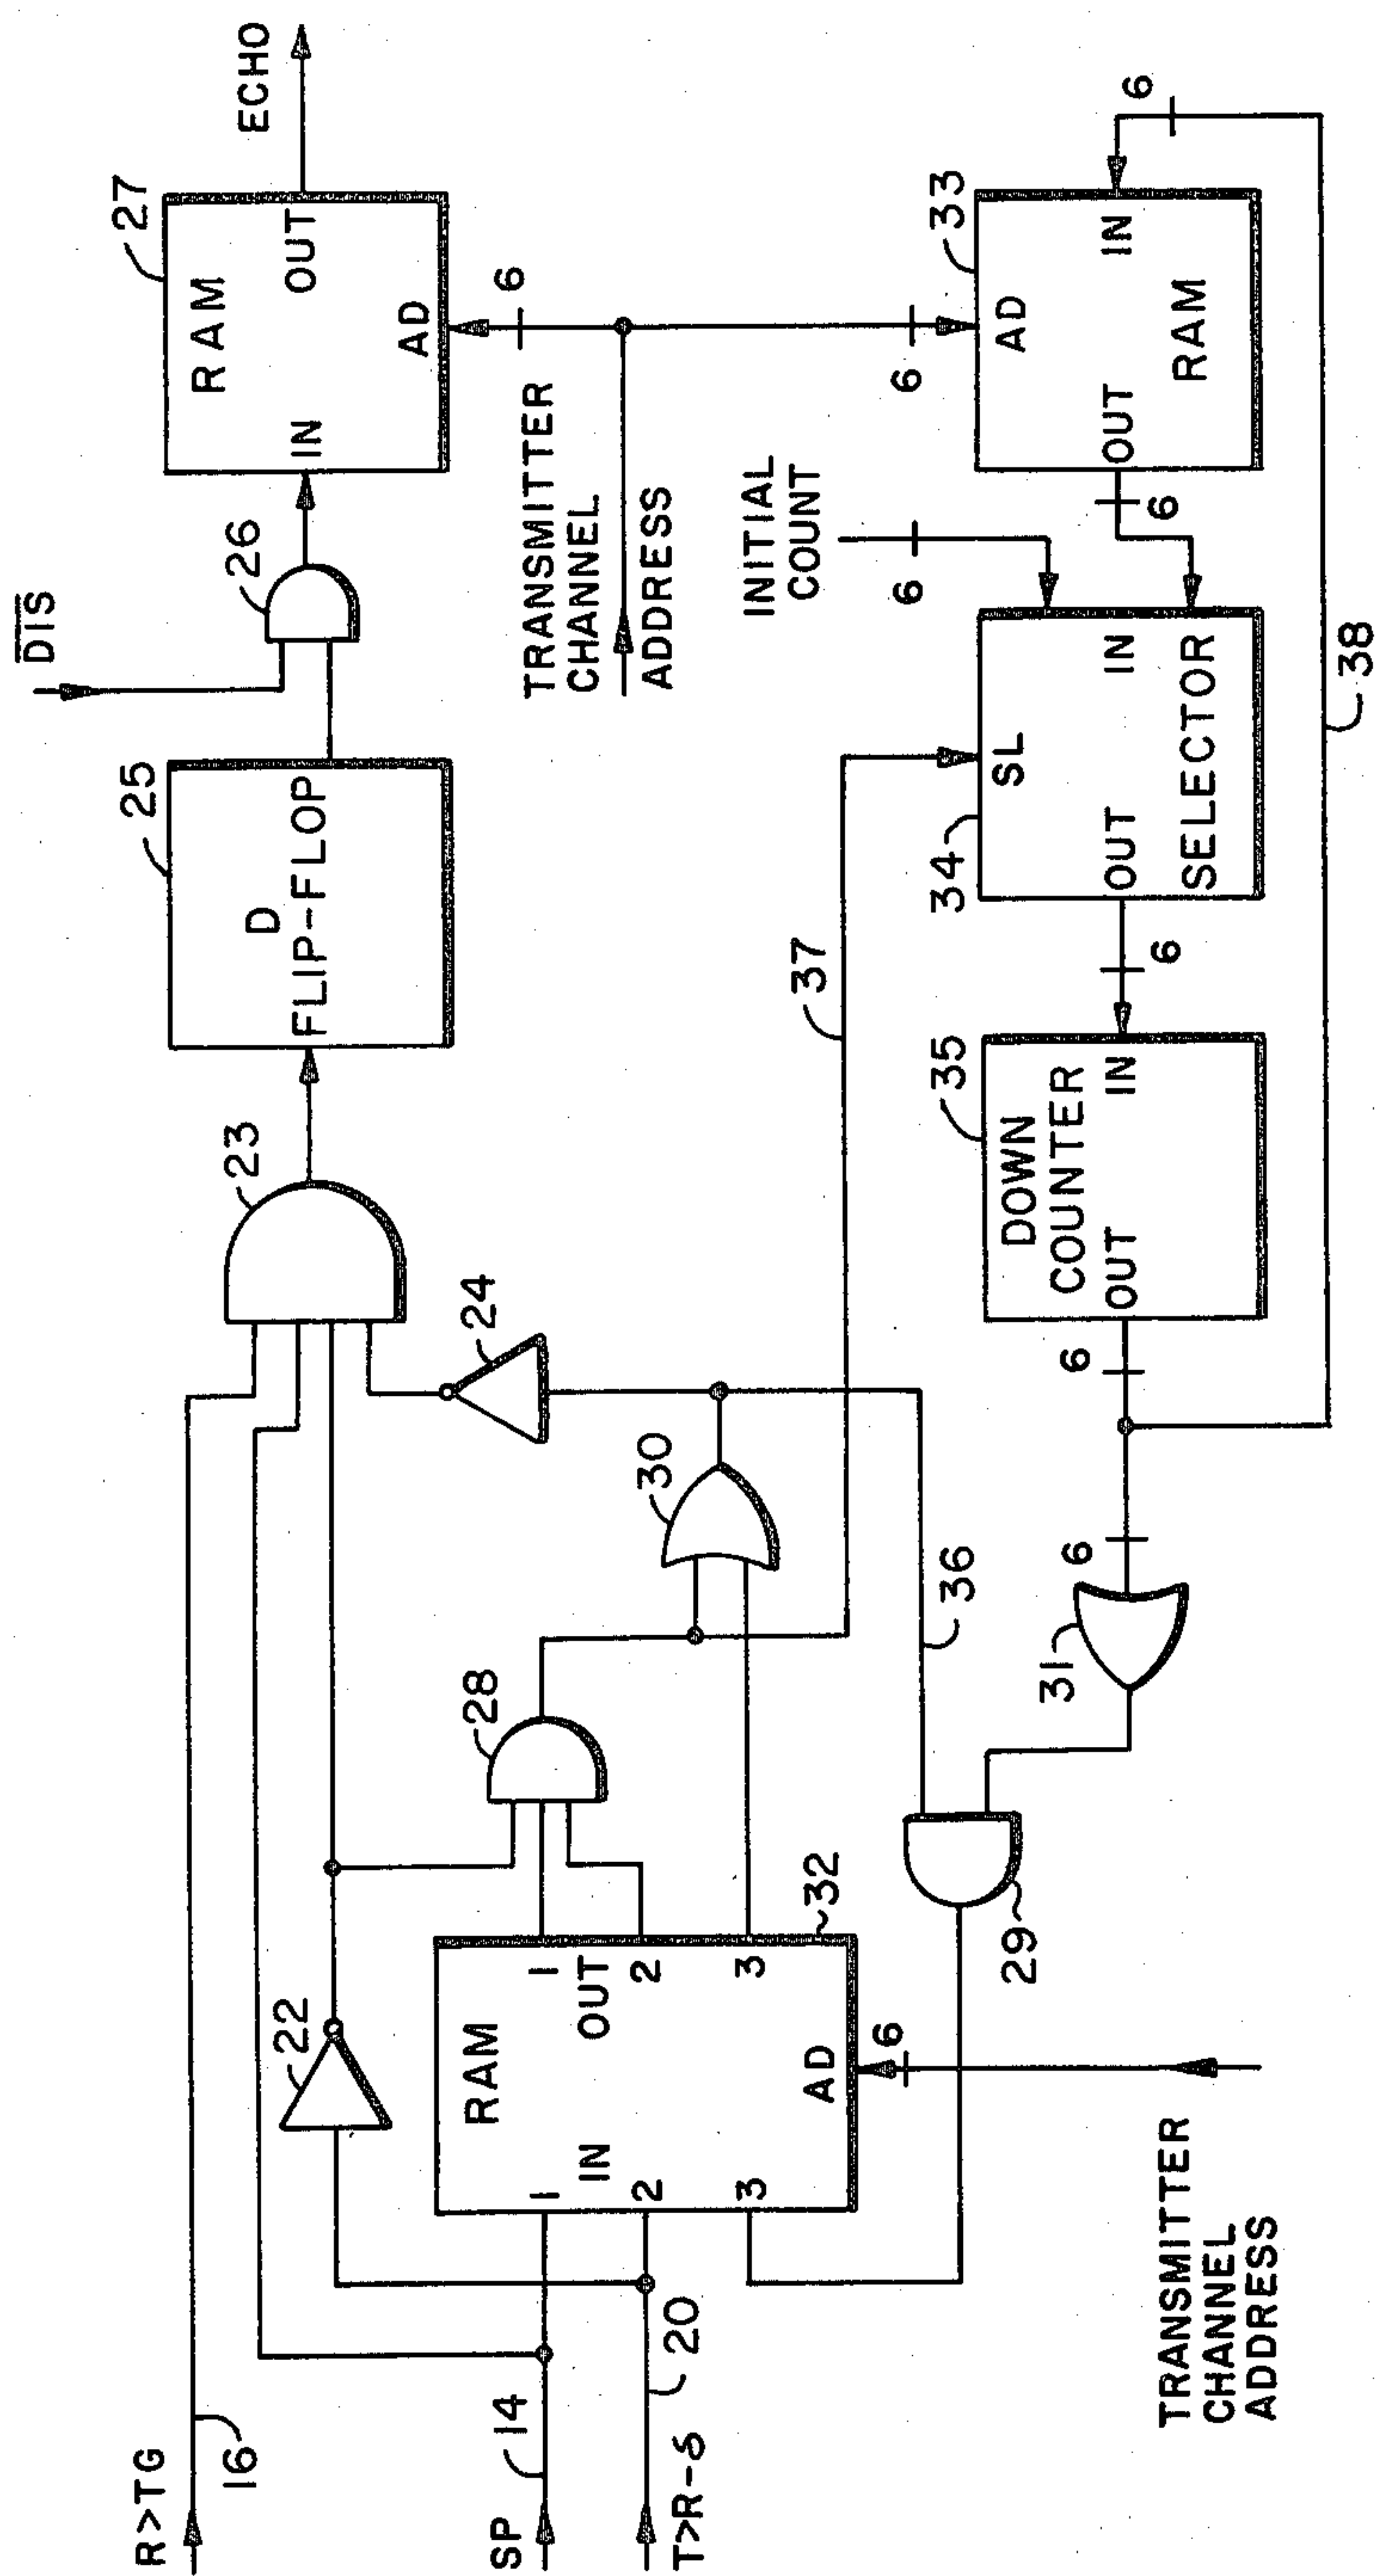 R>TG
16
SP
14
T>R-δ
20
22
RAM
IN
OUT
1
2
3
1
2
3
AD
32
6
TRANSMITTER
CHANNEL
ADDRESS
28
29
30
36
31
6
24
23
37
38
D
FLIP-FLOP
25
DIS
26
RAM
IN
OUT
AD
27
ECHO
6
TRANSMITTER
CHANNEL
ADDRESS
6
DOWN
COUNTER
OUT
IN
35
6
6
SL
OUT
IN
SELECTOR
34
INITIAL
COUNT
6
6
AD
OUT
IN
RAM
33
6